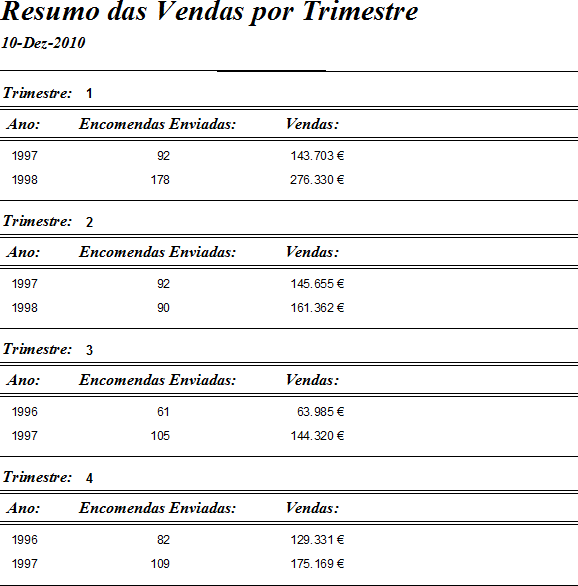 Resumo das Vendas por Trimestre
10-Dez-2010
Trimestre: 1
Ano: Encomendas Enviadas: Vendas:
1997 92 143.703 €
1998 178 276.330 €
Trimestre: 2
Ano: Encomendas Enviadas: Vendas:
1997 92 145.655 €
1998 90 161.362 €
Trimestre: 3
Ano: Encomendas Enviadas: Vendas:
1996 61 63.985 €
1997 105 144.320 €
Trimestre: 4
Ano: Encomendas Enviadas: Vendas:
1996 82 129.331 €
1997 109 175.169 €